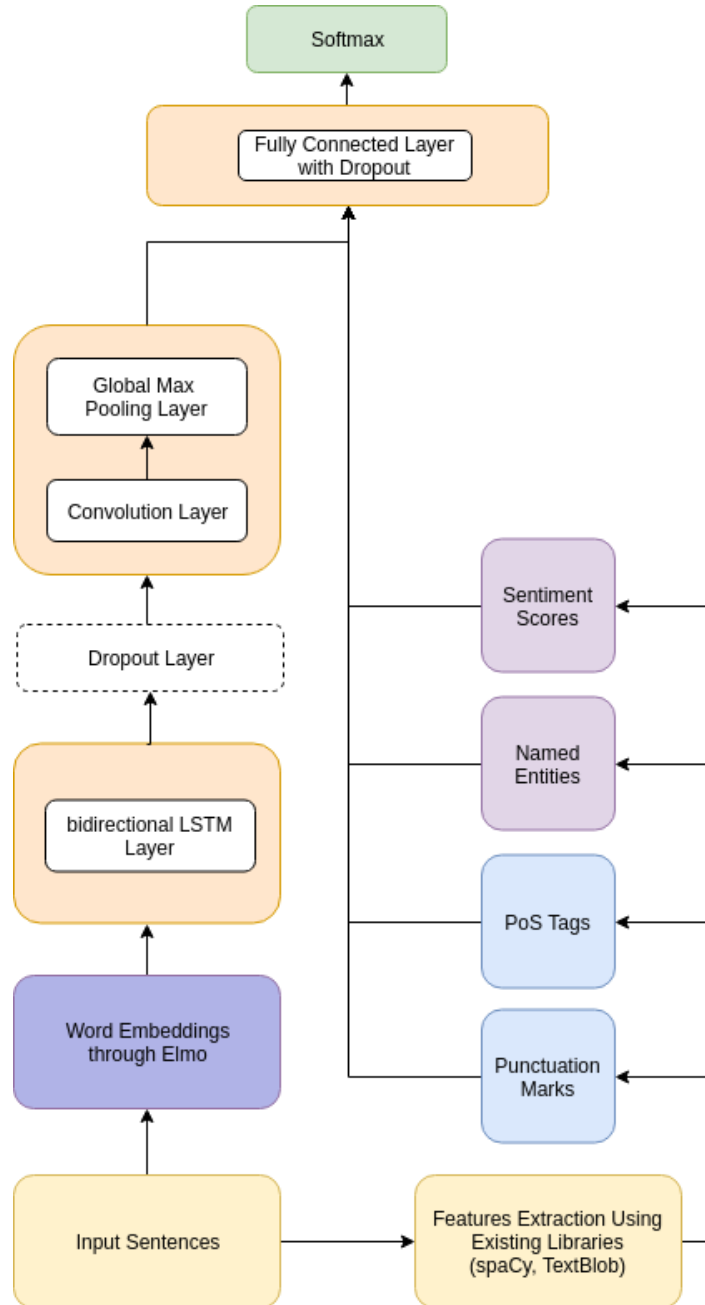 Softmax
Fully Connected Layer
with Dropout
Global Max
Pooling Layer
Convolution Layer
Dropout Layer
bidirectional LSTM
Layer
Word Embeddings
through Elmo
Input Sentences
Sentiment
Scores
Named
Entities
PoS Tags
Punctuation
Marks
Features Extraction Using
Existing Libraries
(spaCy, TextBlob)